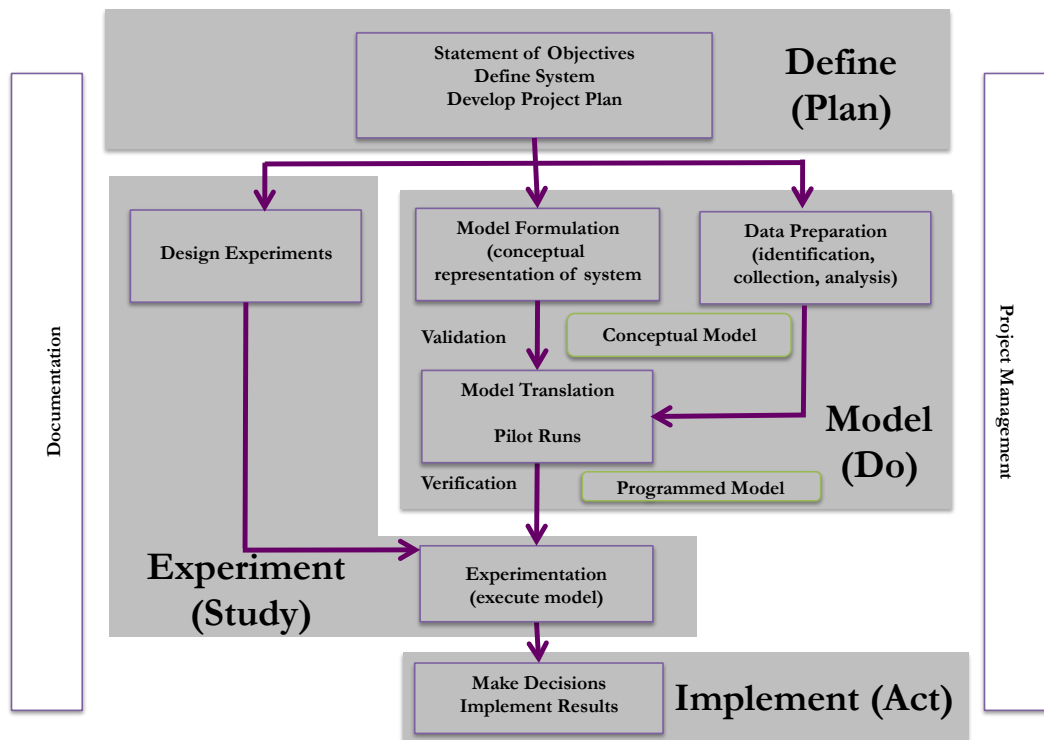 Statement of Objectives
Define System
Develop Project Plan
Define
(Plan)
Documentation
Project Management
Design Experiments
Model Formulation
(conceptual
representation of system
Data Preparation
(identification,
collection, analysis)
Validation
Conceptual Model
Model Translation
Pilot Runs
Model
(Do)
Verification
Programmed Model
Experiment
(Study)
Experimentation
(execute model)
Make Decisions
Implement Results
Implement (Act)